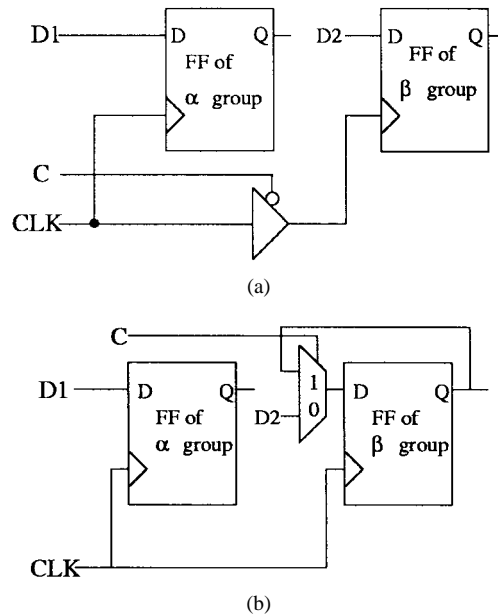 D1 D Q D2 D Q
FF of
α group
FF of
β group
C
CLK
(a)
C
D1 D Q
1
0
D2
D Q
FF of
α group
FF of
β group
CLK
(b)